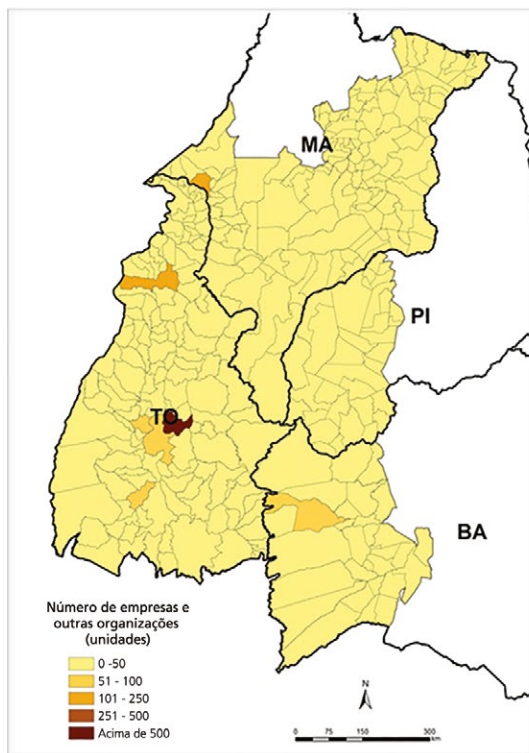 MA
PI
TO
BA
Número de empresas e
outras organizações
(unidades)
0 -50
51 - 100
101 - 250
251 - 500
Acima de 500
N
0 75 150 300
km